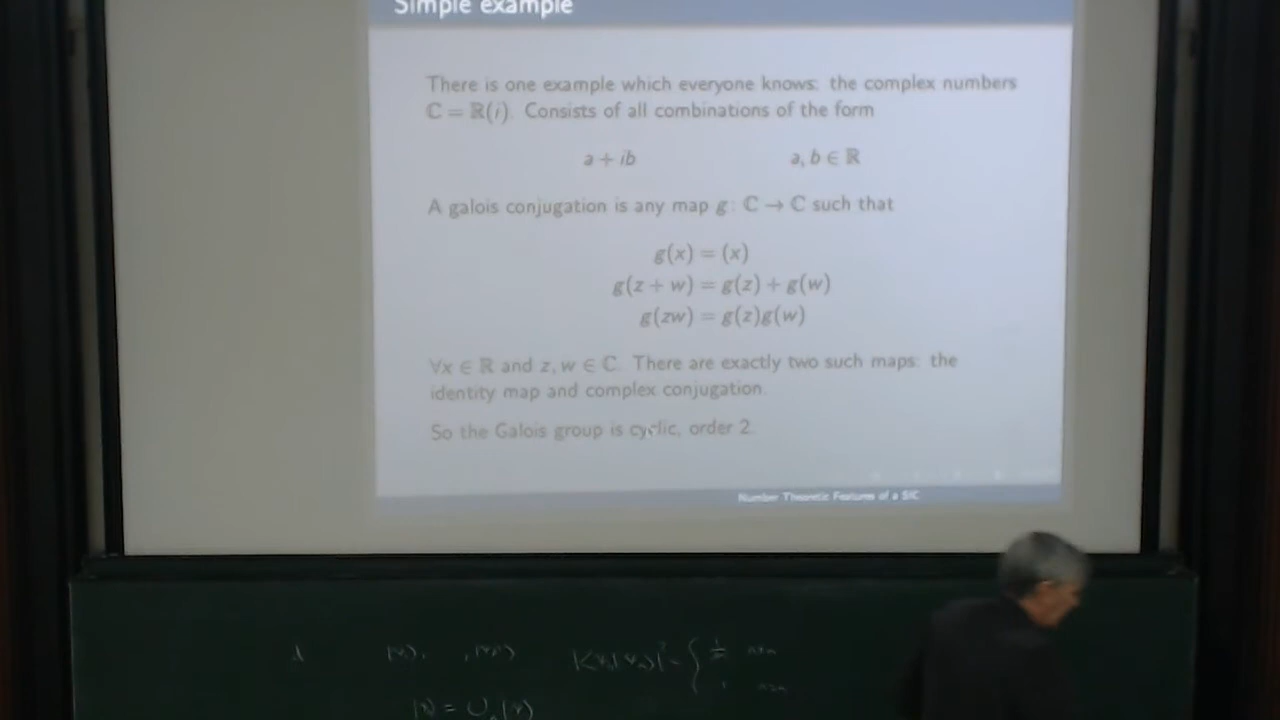 Simple example
There is one example which everyone knows: the complex numbers
ℂ = ℝ(i). Consists of all combinations of the form
a + ib a, b ∈ ℝ
A galois conjugation is any map g : ℂ → ℂ such that
g(x) = (x)
g(z + w) = g(z) + g(w)
g(zw) = g(z)g(w)
∀x ∈ ℝ and z, w ∈ ℂ. There are exactly two such maps: the
identity map and complex conjugation.
So the Galois group is cyclic, order 2.
Number Theoretic Features of a SIC